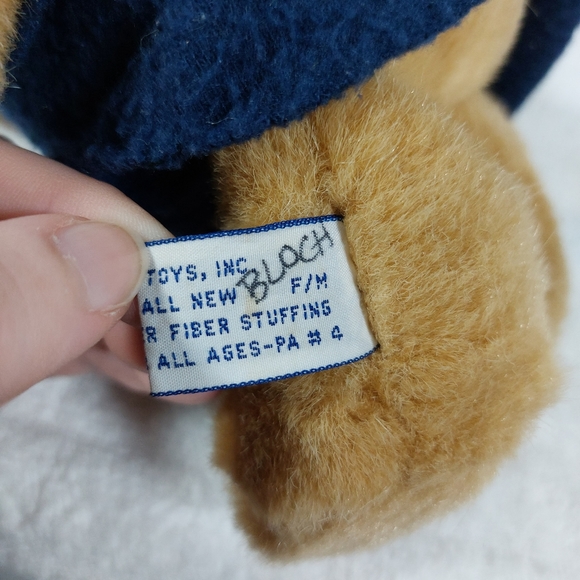 TOYS, INC
ALL NEW F/M
R FIBER STUFFING
ALL AGES-PA # 4
BLOCH